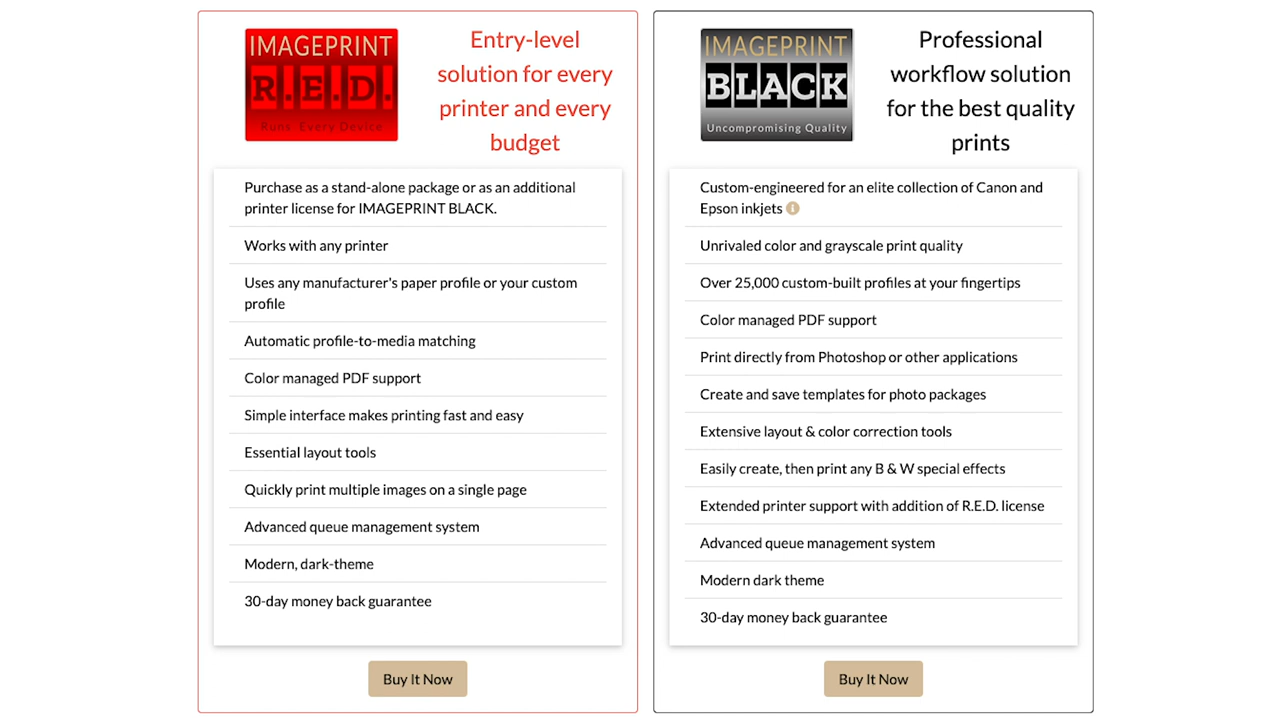 IMAGEPRINT
R.E.D.
Runs Every Device
Entry-level
solution for every
printer and every
budget
Purchase as a stand-alone package or as an additional
printer license for IMAGEPRINT BLACK.
Works with any printer
Uses any manufacturer's paper profile or your custom
profile
Automatic profile-to-media matching
Color managed PDF support
Simple interface makes printing fast and easy
Essential layout tools
Quickly print multiple images on a single page
Advanced queue management system
Modern, dark-theme
30-day money back guarantee
Buy It Now
IMAGEPRINT
BLACK
Uncompromising Quality
Professional
workflow solution
for the best quality
prints
Custom-engineered for an elite collection of Canon and
Epson inkjets
Unrivaled color and grayscale print quality
Over 25,000 custom-built profiles at your fingertips
Color managed PDF support
Print directly from Photoshop or other applications
Create and save templates for photo packages
Extensive layout & color correction tools
Easily create, then print any B & W special effects
Extended printer support with addition of R.E.D. license
Advanced queue management system
Modern dark theme
30-day money back guarantee
Buy It Now